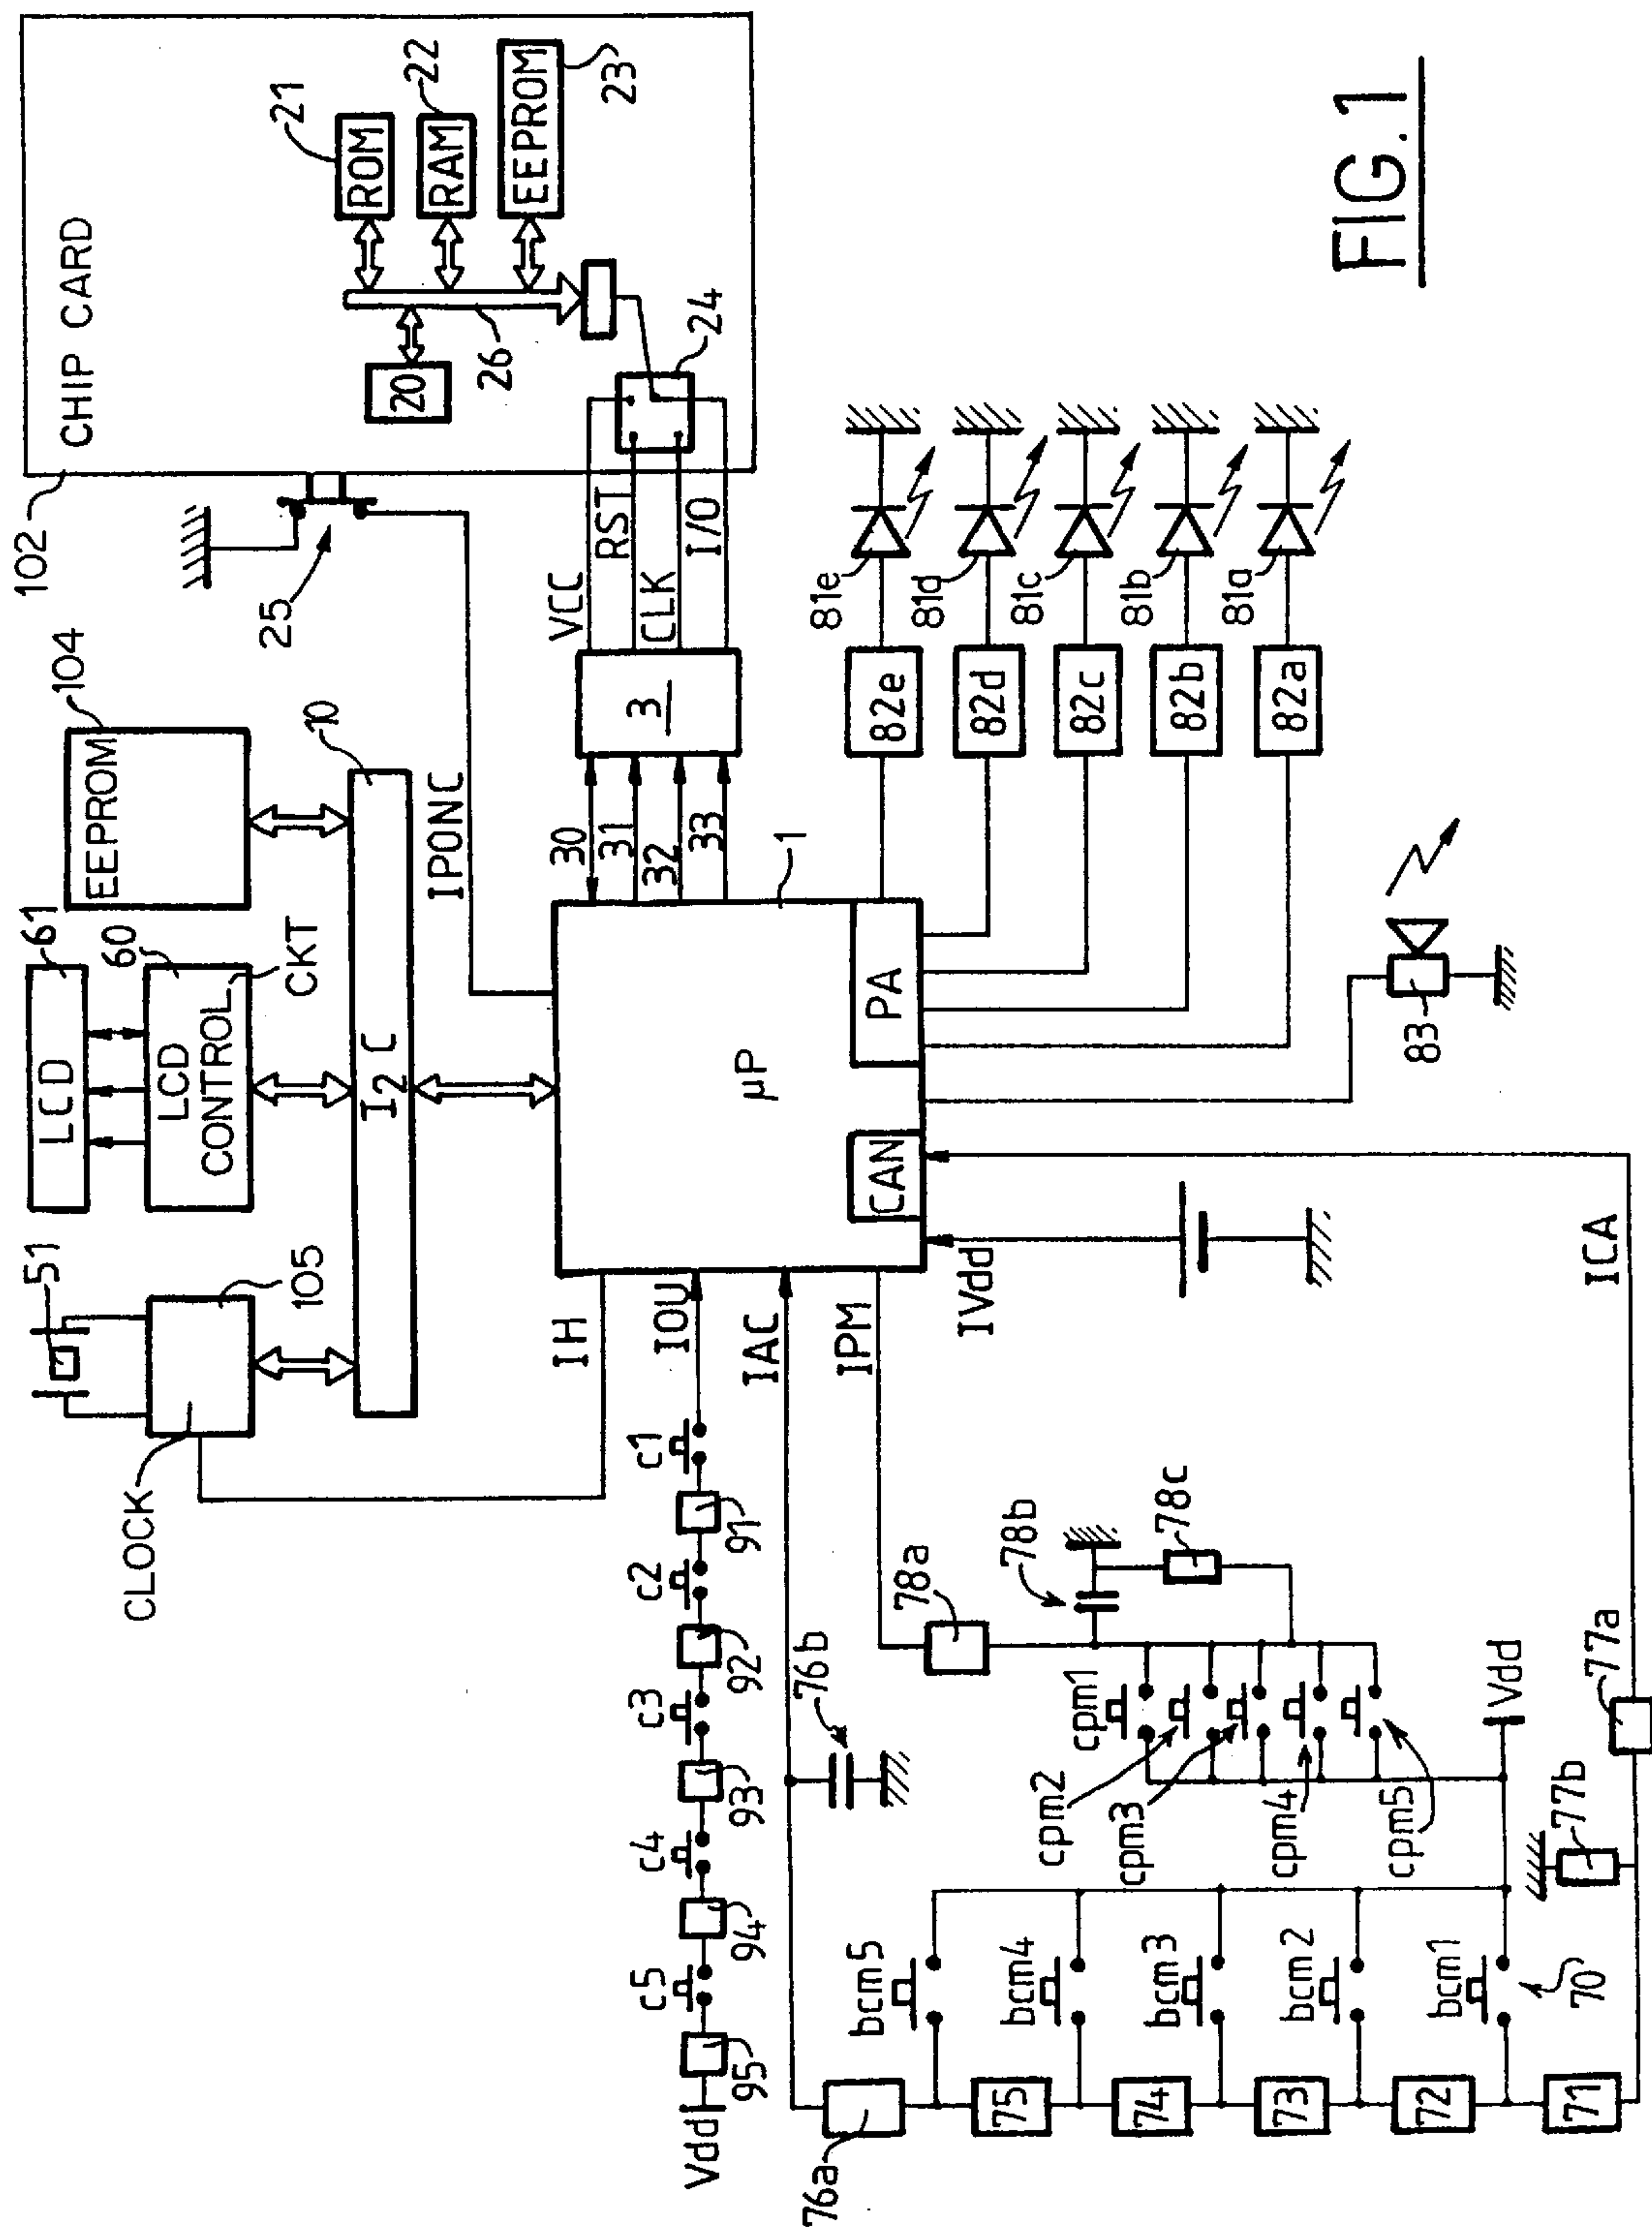 CLOCK
51
105
LCD
61
LCD
CONTROL
60
CKT
EEPROM
104
I2C
10
102
CHIP CARD
ROM
21
RAM
22
EEPROM
23
20
26
24
25
IPONC
VCC
RST
CLK
I/O
3
30
31
32
33
IH
IOU
IAC
IPM
IVdd
ICA
µP
1
CAN
PA
Vdd
95
c5
94
c4
93
c3
92
c2
91
c1
76b
76a
75
74
73
72
71
bcm5
bcm4
bcm3
bcm2
bcm1
70
78a
78b
78c
cpm1
cpm2
cpm3
cpm4
cpm5
Vdd
77b
77a
82e
81e
82d
81d
82c
81c
82b
81b
82a
81a
83
FIG.1